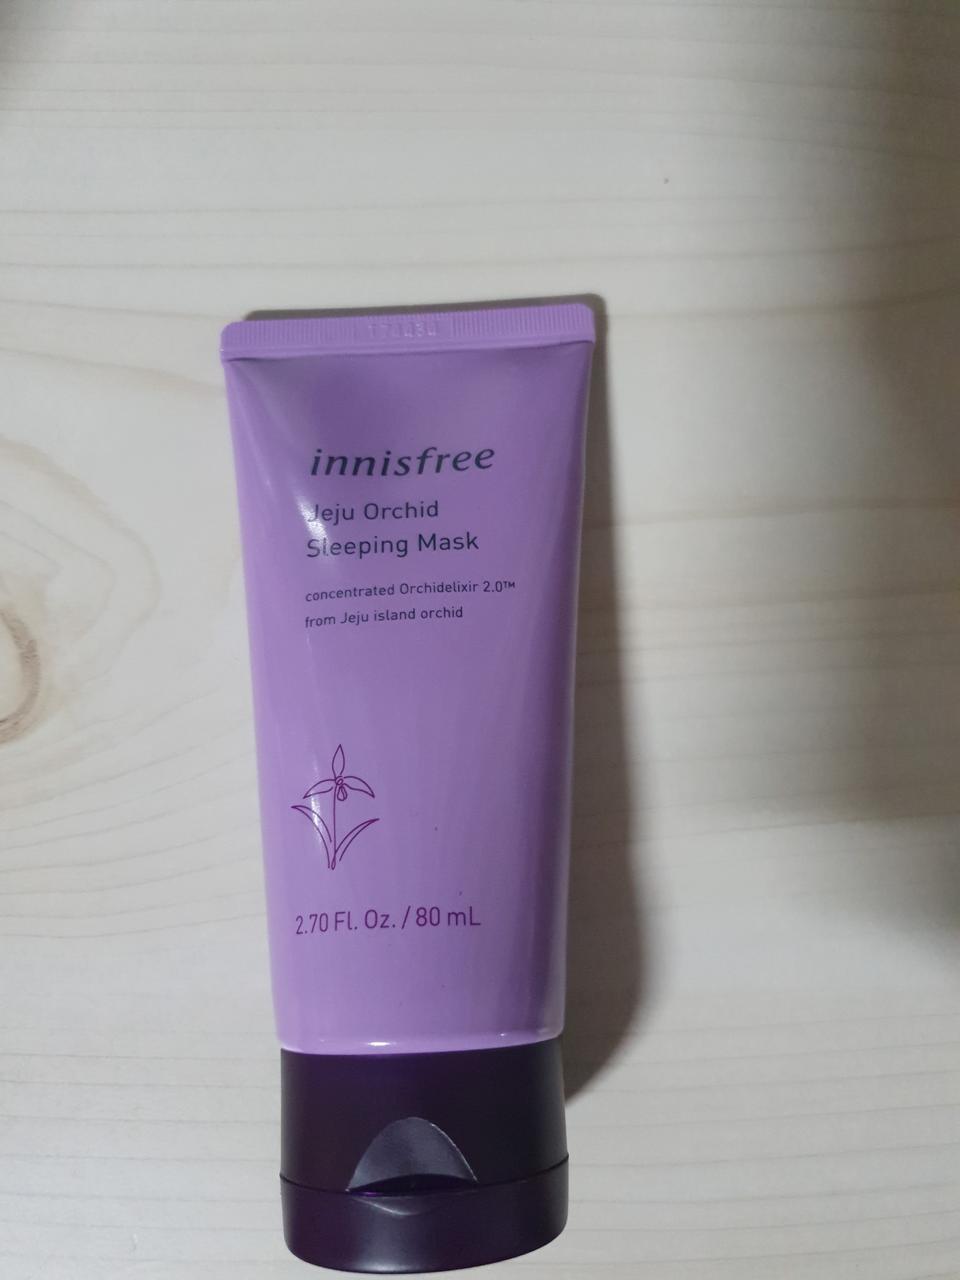 innisfree
Jeju Orchid
Sleeping Mask
concentrated Orchidelixir 2.0™
from Jeju island orchid
2.70 Fl. Oz. / 80 mL